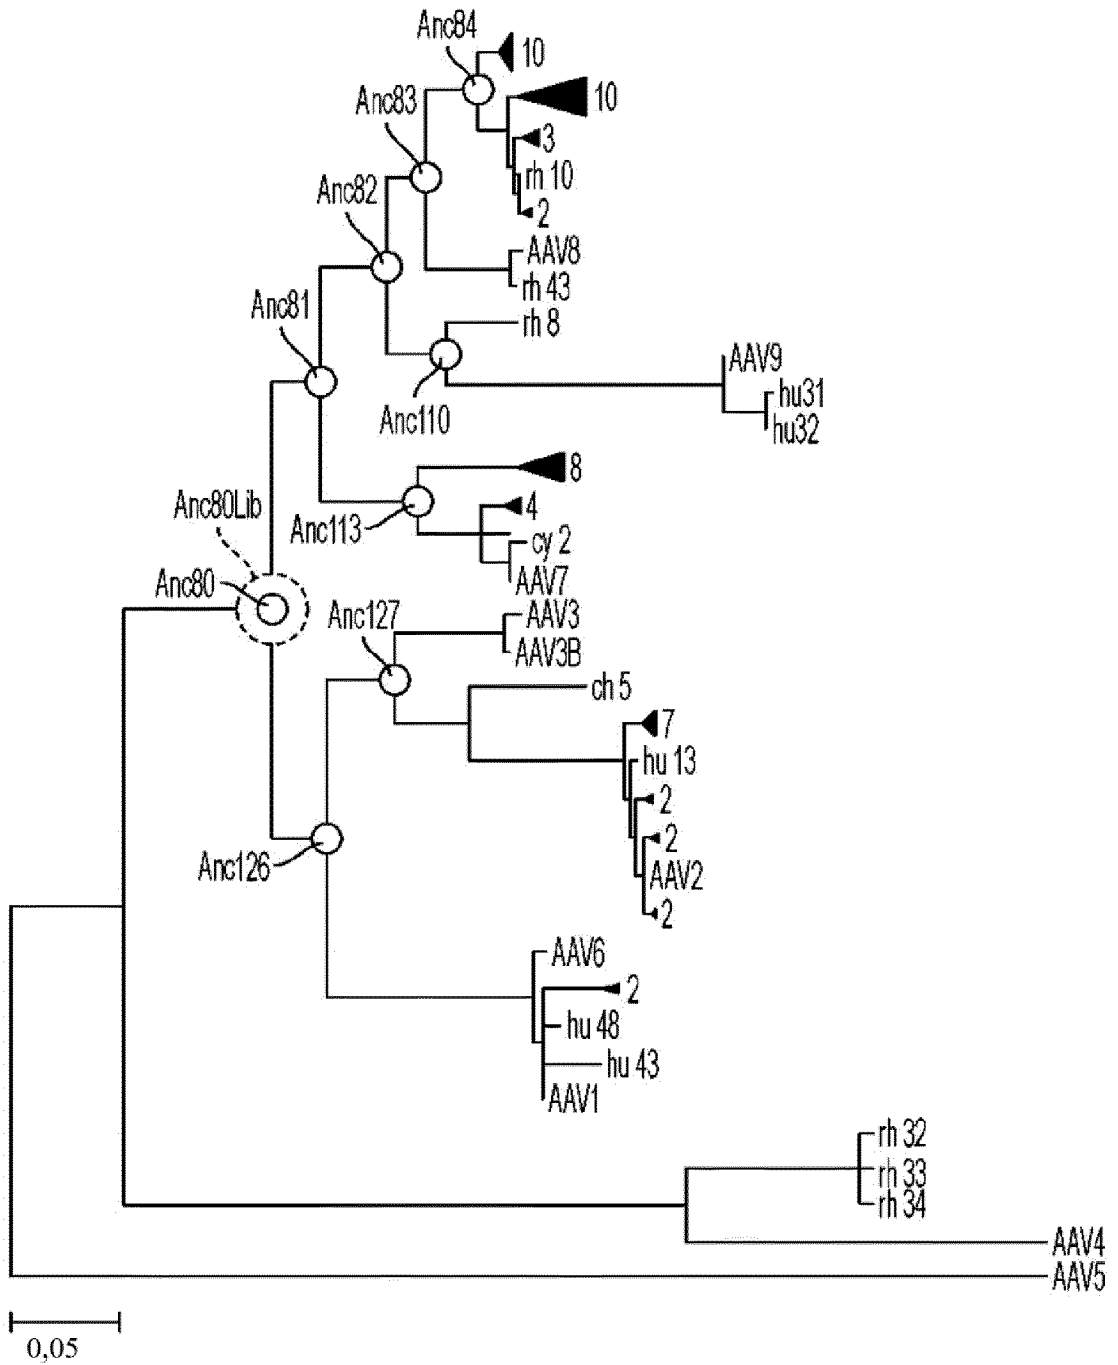 Anc84
10
Anc83
10
3
rh 10
Anc82
2
AAV8
rh 43
Anc81
rh 8
AAV9
hu31
Anc110
hu32
8
Anc80Lib
4
Anc113
cy 2
Anc80
AAV7
Anc127
AAV3
AAV3B
ch 5
7
hu 13
2
2
Anc126
AAV2
2
AAV6
2
hu 48
hu 43
AAV1
rh 32
rh 33
rh 34
AAV4
AAV5
0,05